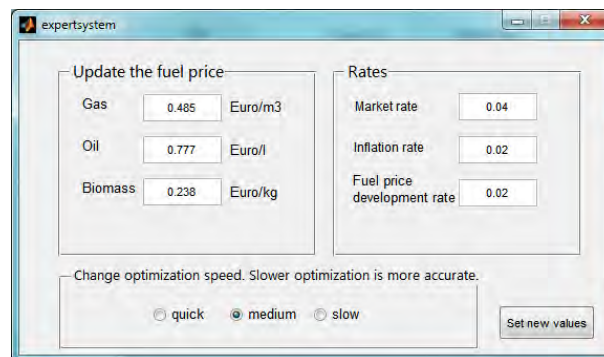 expertsystem
Update the fuel price
Gas 0.485 Euro/m3
Oil 0.777 Euro/l
Biomass 0.238 Euro/kg
Rates
Market rate 0.04
Inflation rate 0.02
Fuel price
development rate 0.02
Change optimization speed. Slower optimization is more accurate.
quick medium slow
Set new values